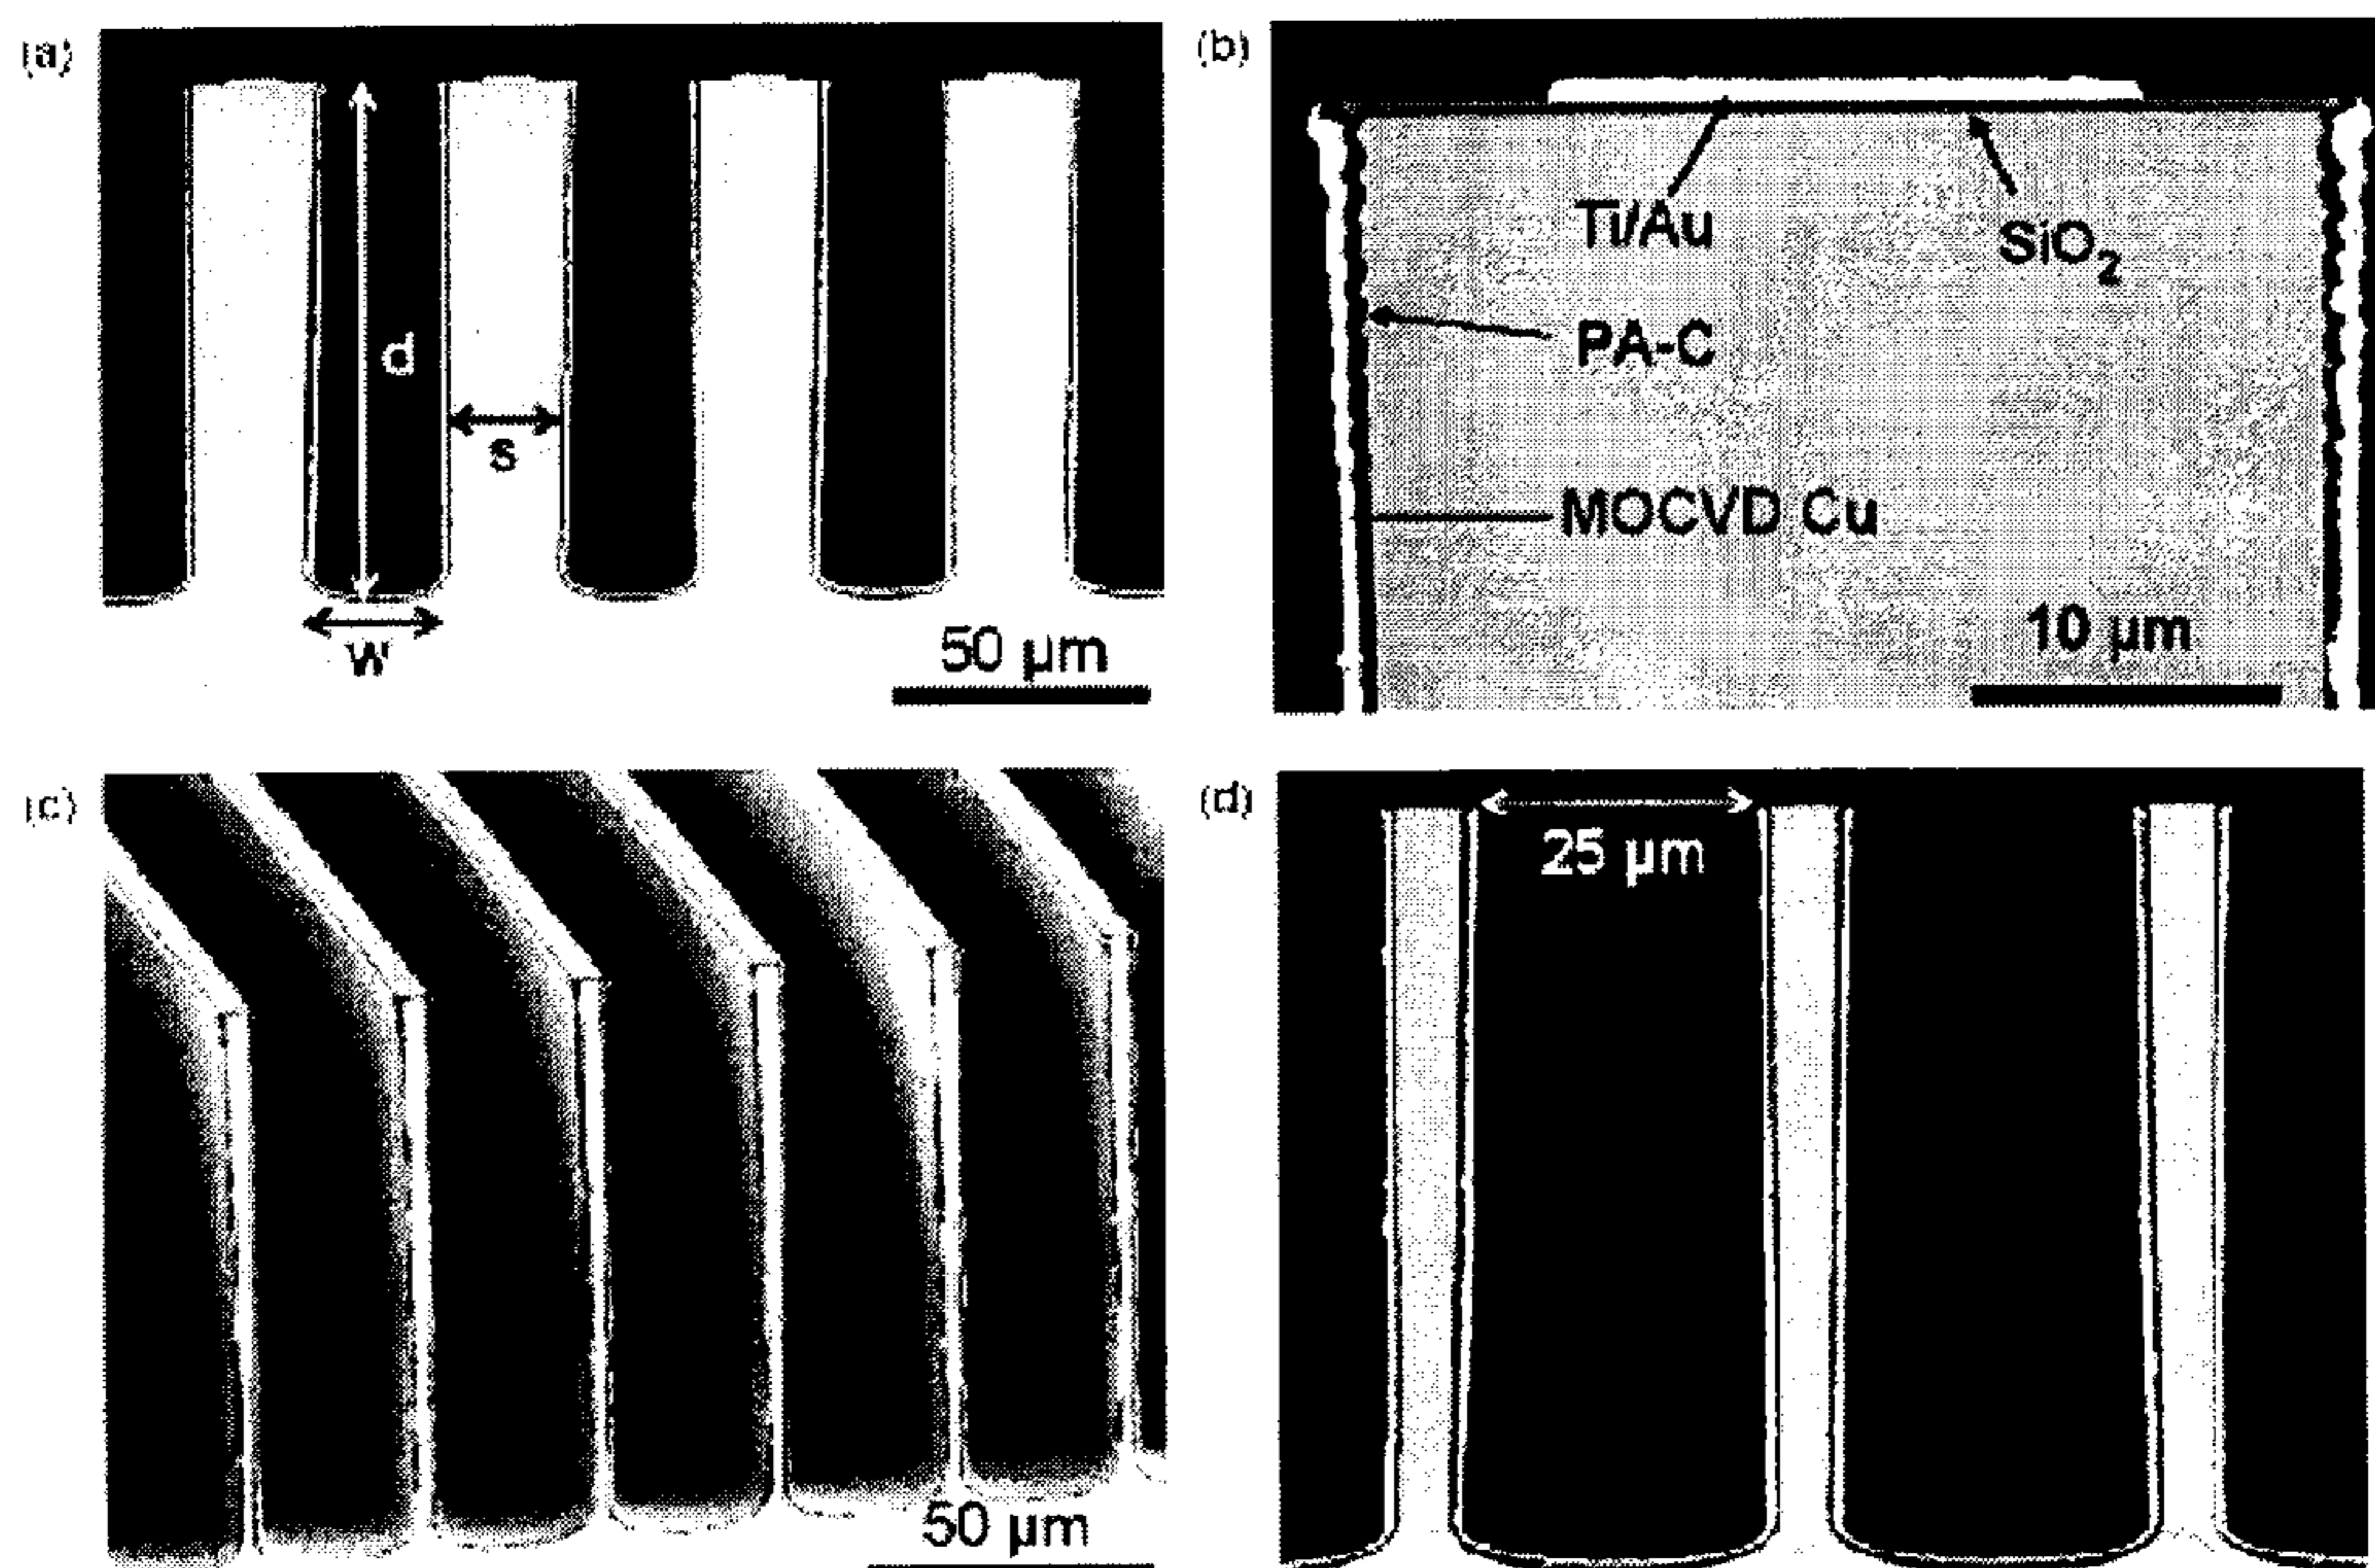 (a)
d
s
w
50 μm
(b)
Ti/Au
SiO₂
PA-C
MOCVD Cu
10 μm
(c)
50 μm
(d)
25 μm